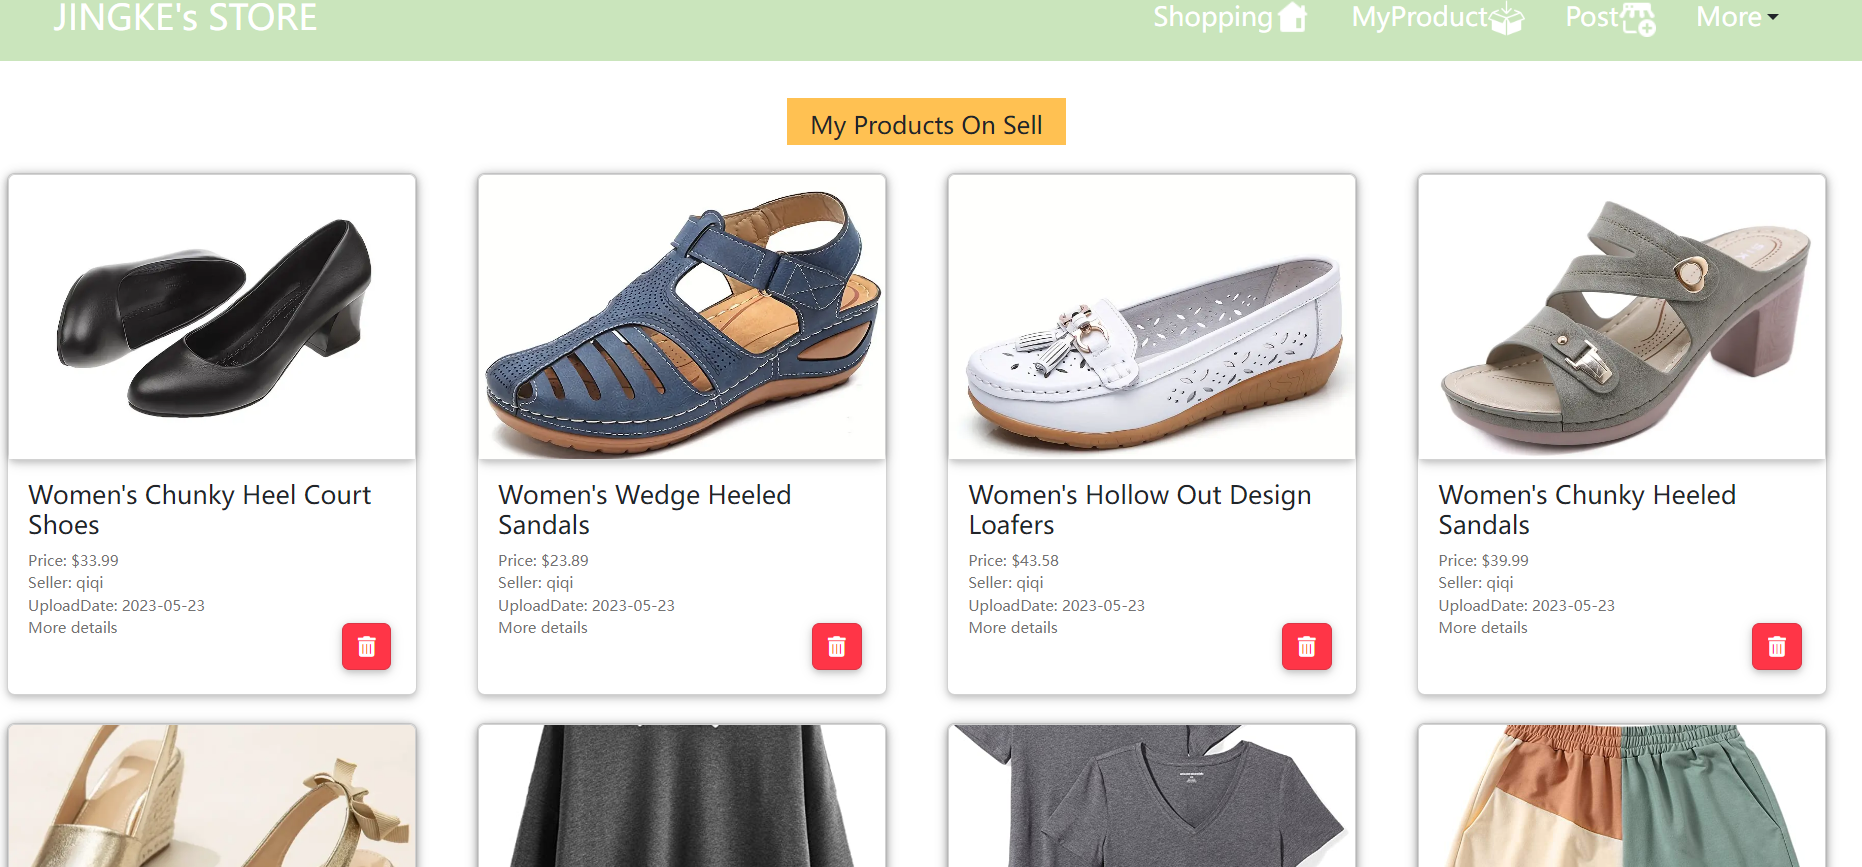 JINGKE's STORE
Shopping
MyProduct
Post
More
My Products On Sell
Women's Chunky Heel Court
Shoes
Price: $33.99
Seller: qiqi
UploadDate: 2023-05-23
More details
Women's Wedge Heeled
Sandals
Price: $23.89
Seller: qiqi
UploadDate: 2023-05-23
More details
Women's Hollow Out Design
Loafers
Price: $43.58
Seller: qiqi
UploadDate: 2023-05-23
More details
Women's Chunky Heeled
Sandals
Price: $39.99
Seller: qiqi
UploadDate: 2023-05-23
More details